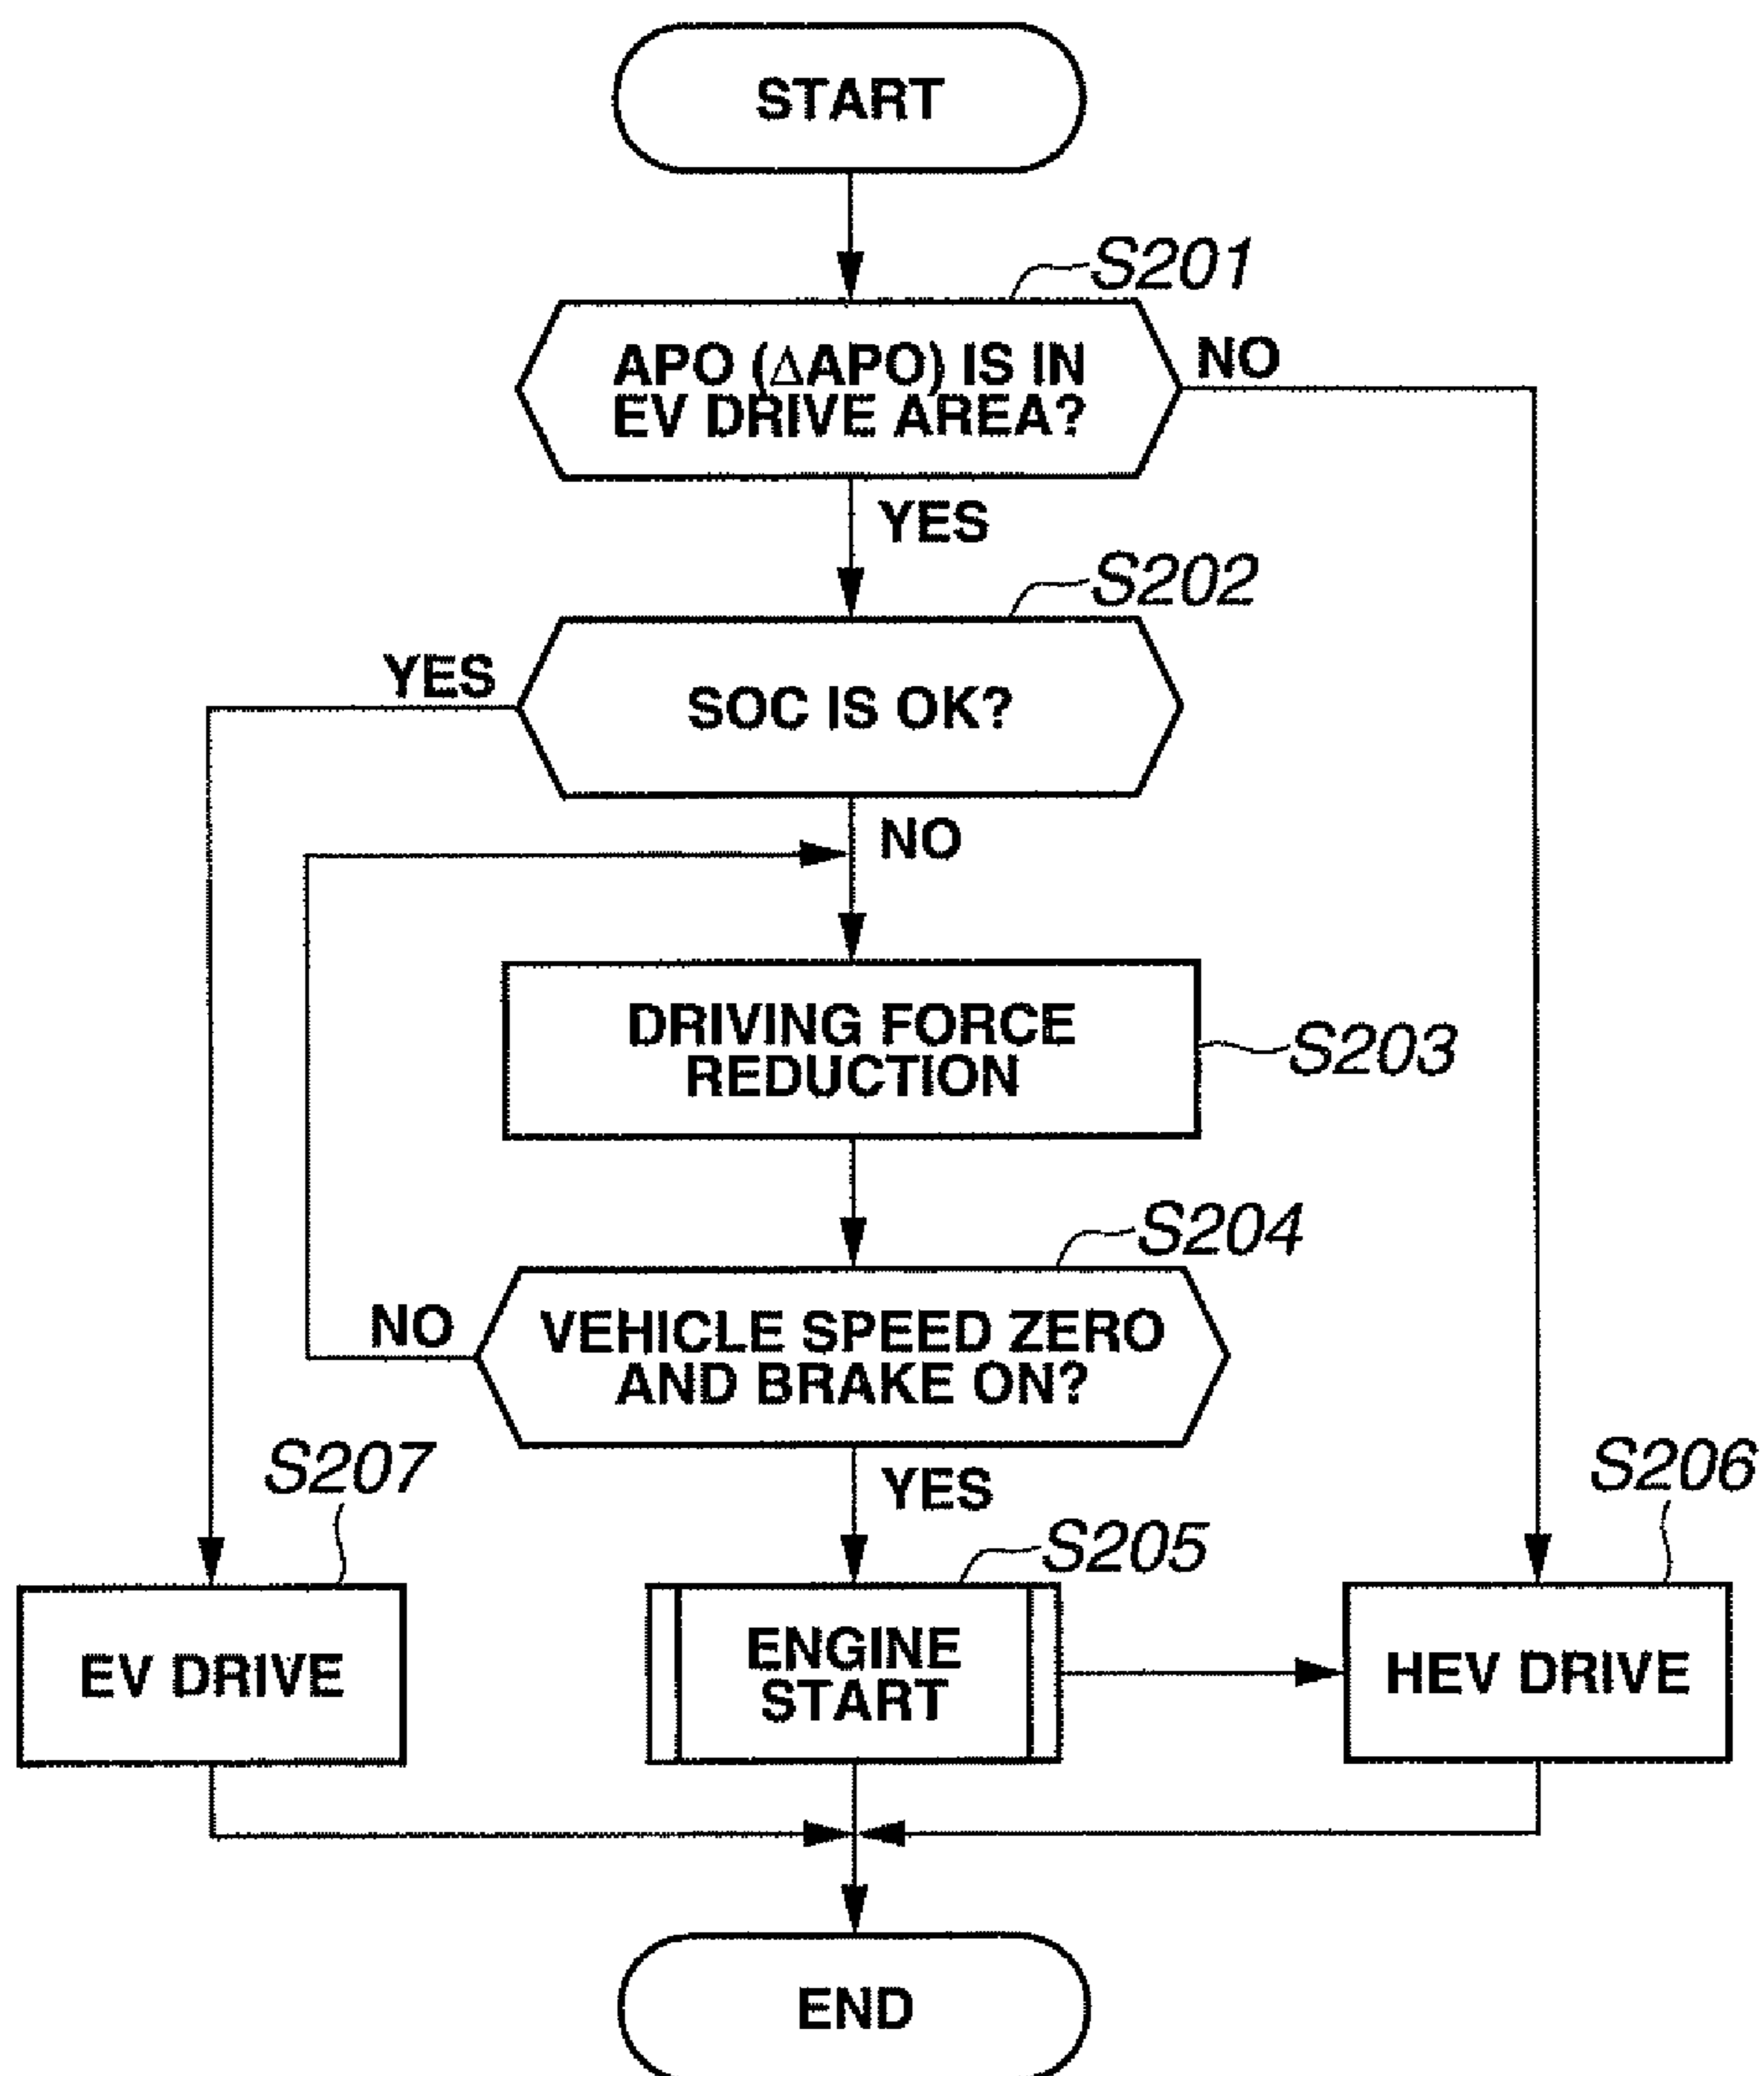 START
S201
APO (ΔAPO) IS IN
EV DRIVE AREA?
NO
YES
S202
YES
SOC IS OK?
NO
DRIVING FORCE
REDUCTION
S203
S204
NO
VEHICLE SPEED ZERO
AND BRAKE ON?
S207
YES
S206
S205
EV DRIVE
ENGINE
START
HEV DRIVE
END